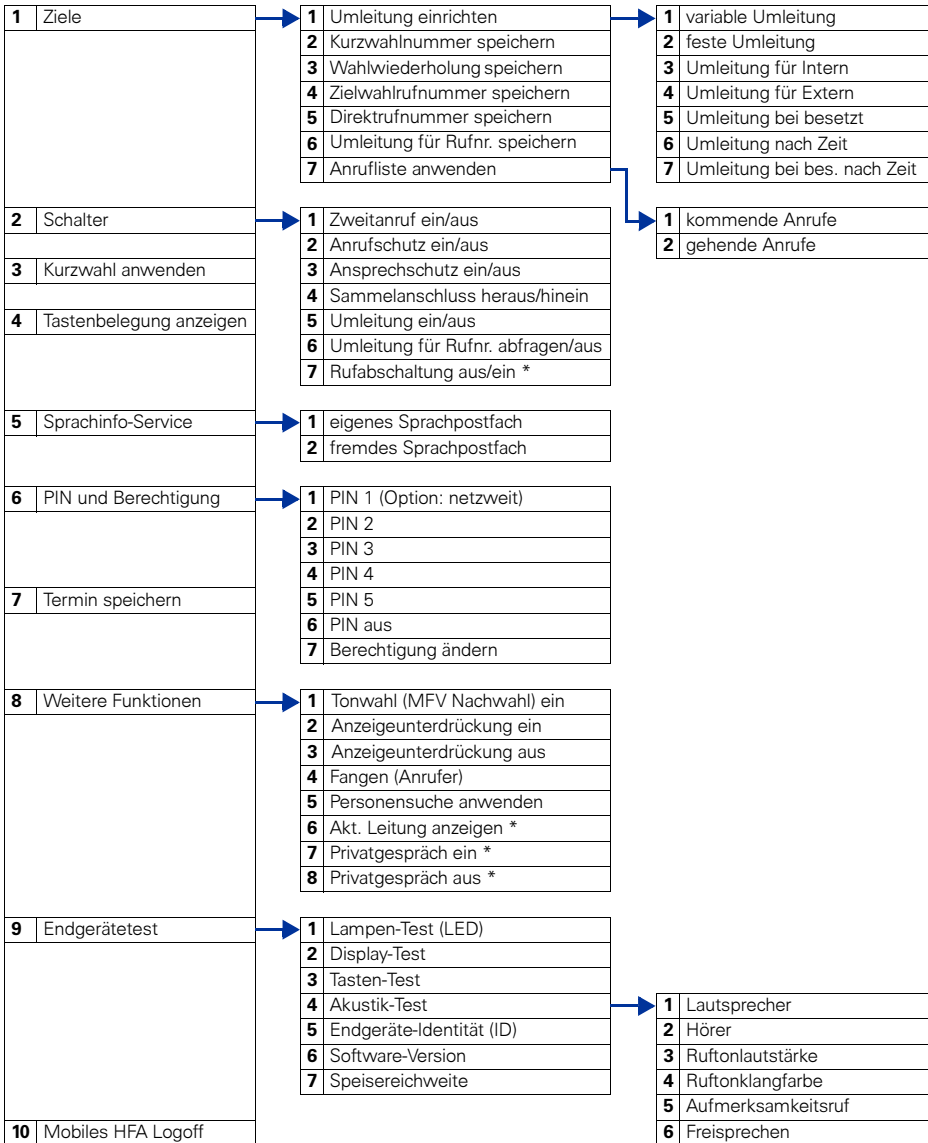 1 Ziele
1 Umleitung einrichten
1 variable Umleitung
2 Kurzwahlnummer speichern
2 feste Umleitung
3 Wahlwiederholung speichern
3 Umleitung für Intern
4 Zielwahlrufnummer speichern
4 Umleitung für Extern
5 Direktrufnummer speichern
5 Umleitung bei besetzt
6 Umleitung für Rufnr. speichern
6 Umleitung nach Zeit
7 Anrufliste anwenden
7 Umleitung bei bes. nach Zeit
2 Schalter
1 Zweitanruf ein/aus
1 kommende Anrufe
2 Anrufschutz ein/aus
2 gehende Anrufe
3 Kurzwahl anwenden
3 Ansprechschutz ein/aus
4 Sammelanschluss heraus/hinein
4 Tastenbelegung anzeigen
5 Umleitung ein/aus
6 Umleitung für Rufnr. abfragen/aus
7 Rufabschaltung aus/ein *
5 Sprachinfo-Service
1 eigenes Sprachpostfach
2 fremdes Sprachpostfach
6 PIN und Berechtigung
1 PIN 1 (Option: netzweit)
2 PIN 2
3 PIN 3
4 PIN 4
7 Termin speichern
5 PIN 5
6 PIN aus
7 Berechtigung ändern
8 Weitere Funktionen
1 Tonwahl (MFV Nachwahl) ein
2 Anzeigeunterdrückung ein
3 Anzeigeunterdrückung aus
4 Fangen (Anrufer)
5 Personensuche anwenden
6 Akt. Leitung anzeigen *
7 Privatgespräch ein *
8 Privatgespräch aus *
9 Endgerätetest
1 Lampen-Test (LED)
2 Display-Test
3 Tasten-Test
4 Akustik-Test
1 Lautsprecher
5 Endgeräte-Identität (ID)
2 Hörer
6 Software-Version
3 Ruftonlautstärke
7 Speisereichweite
4 Ruftonklangfarbe
5 Aufmerksamkeitsruf
10 Mobiles HFA Logoff
6 Freisprechen